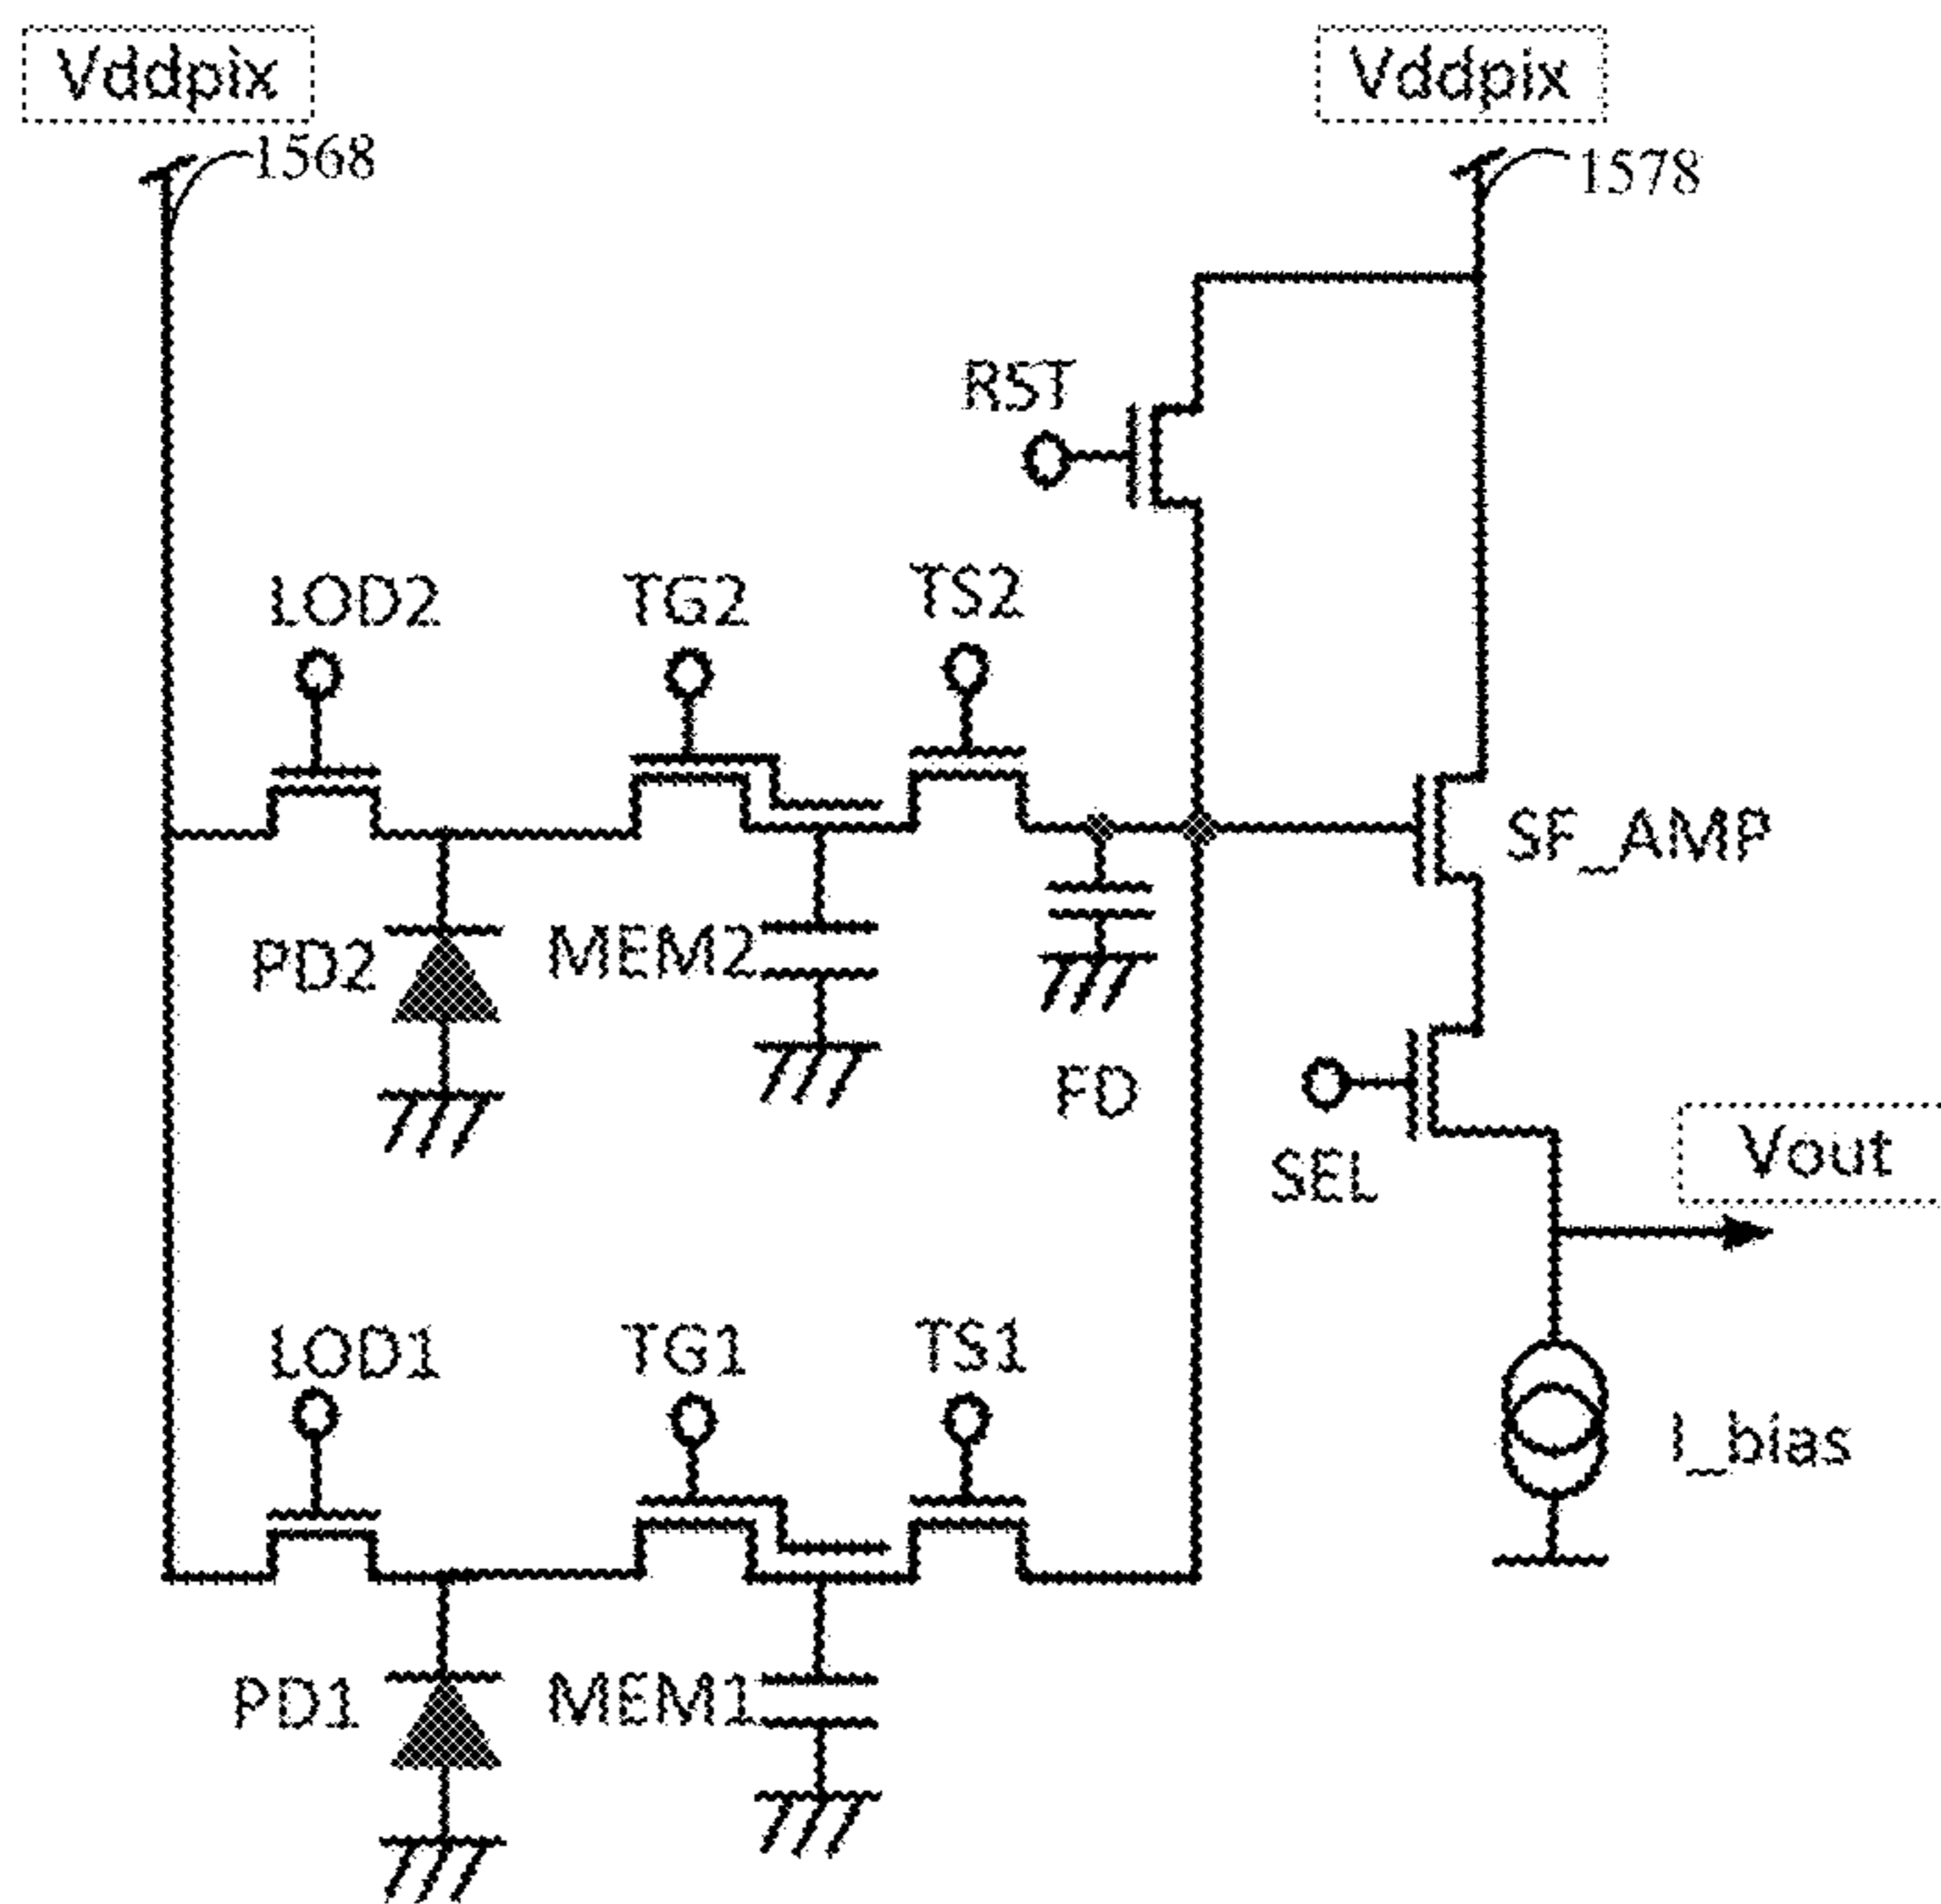 Vddpix
Vddpix
1568
1578
RST
LOD2
TG2
TS2
SF_AMP
PD2
MEM2
FD
SEL
Vout
LOD1
TG1
TS1
I_bias
PD1
MEM1